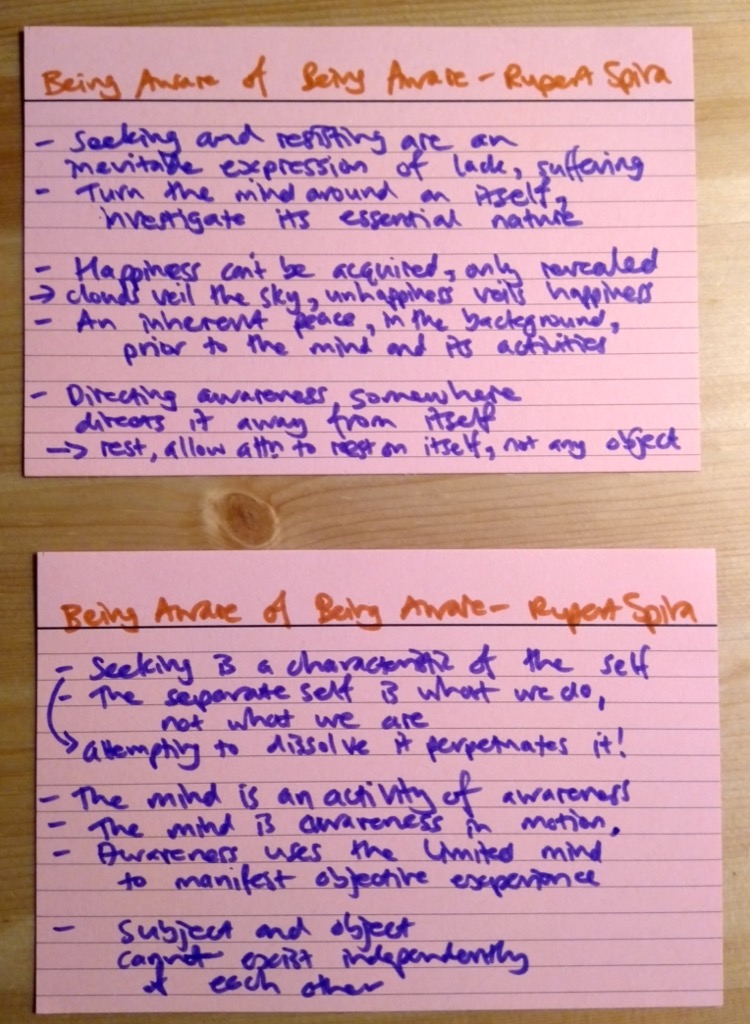 Being Aware of Being Aware - Rupert Spira
- Seeking and resisting are an
inevitable expression of lack, suffering
- Turn the mind around on itself,
investigate its essential nature
- Happiness can't be acquired, only revealed
→ clouds veil the sky, unhappiness veils happiness
- An inherent peace, in the background,
prior to the mind and its activities
- Directing awareness somewhere
directs it away from itself
→ rest, allow attn to rest on itself, not any object
Being Aware of Being Aware - Rupert Spira
- Seeking is a characteristic of the self
- The separate self is what we do,
not what we are
attempting to dissolve it perpetuates it!
- The mind is an activity of awareness
- The mind is awareness in motion.
- Awareness uses the limited mind
to manifest objective experience
- Subject and object
cannot exist independently
of each other